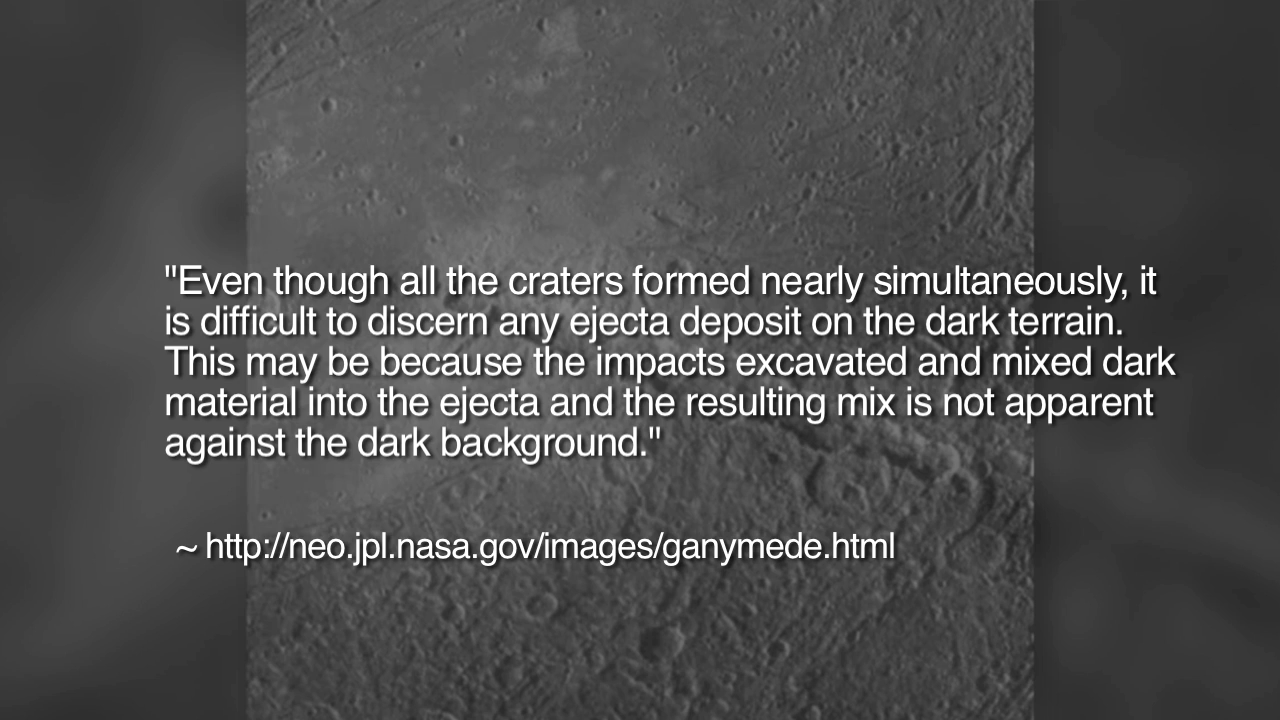 "Even though all the craters formed nearly simultaneously, it
is difficult to discern any ejecta deposit on the dark terrain.
This may be because the impacts excavated and mixed dark
material into the ejecta and the resulting mix is not apparent
against the dark background."
~ http://neo.jpl.nasa.gov/images/ganymede.html